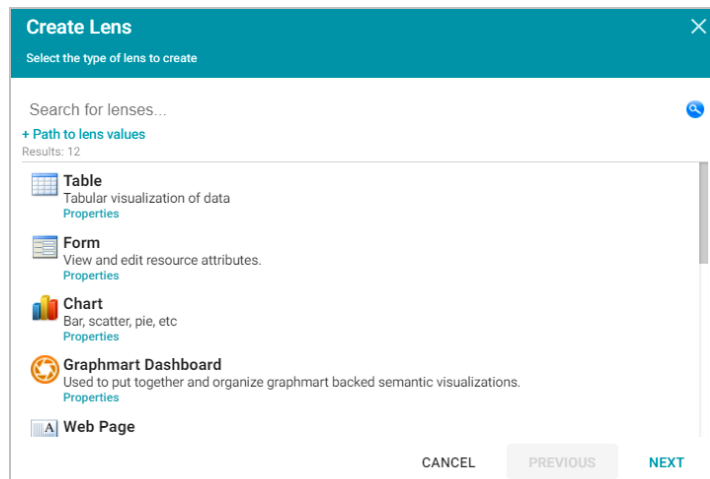 Create Lens
Select the type of lens to create
Search for lenses...
+ Path to lens values
Results: 12
Table
Tabular visualization of data
Properties
Form
View and edit resource attributes.
Properties
Chart
Bar, scatter, pie, etc
Properties
Graphmart Dashboard
Used to put together and organize graphmart backed semantic visualizations.
Properties
A Web Page
CANCEL PREVIOUS NEXT